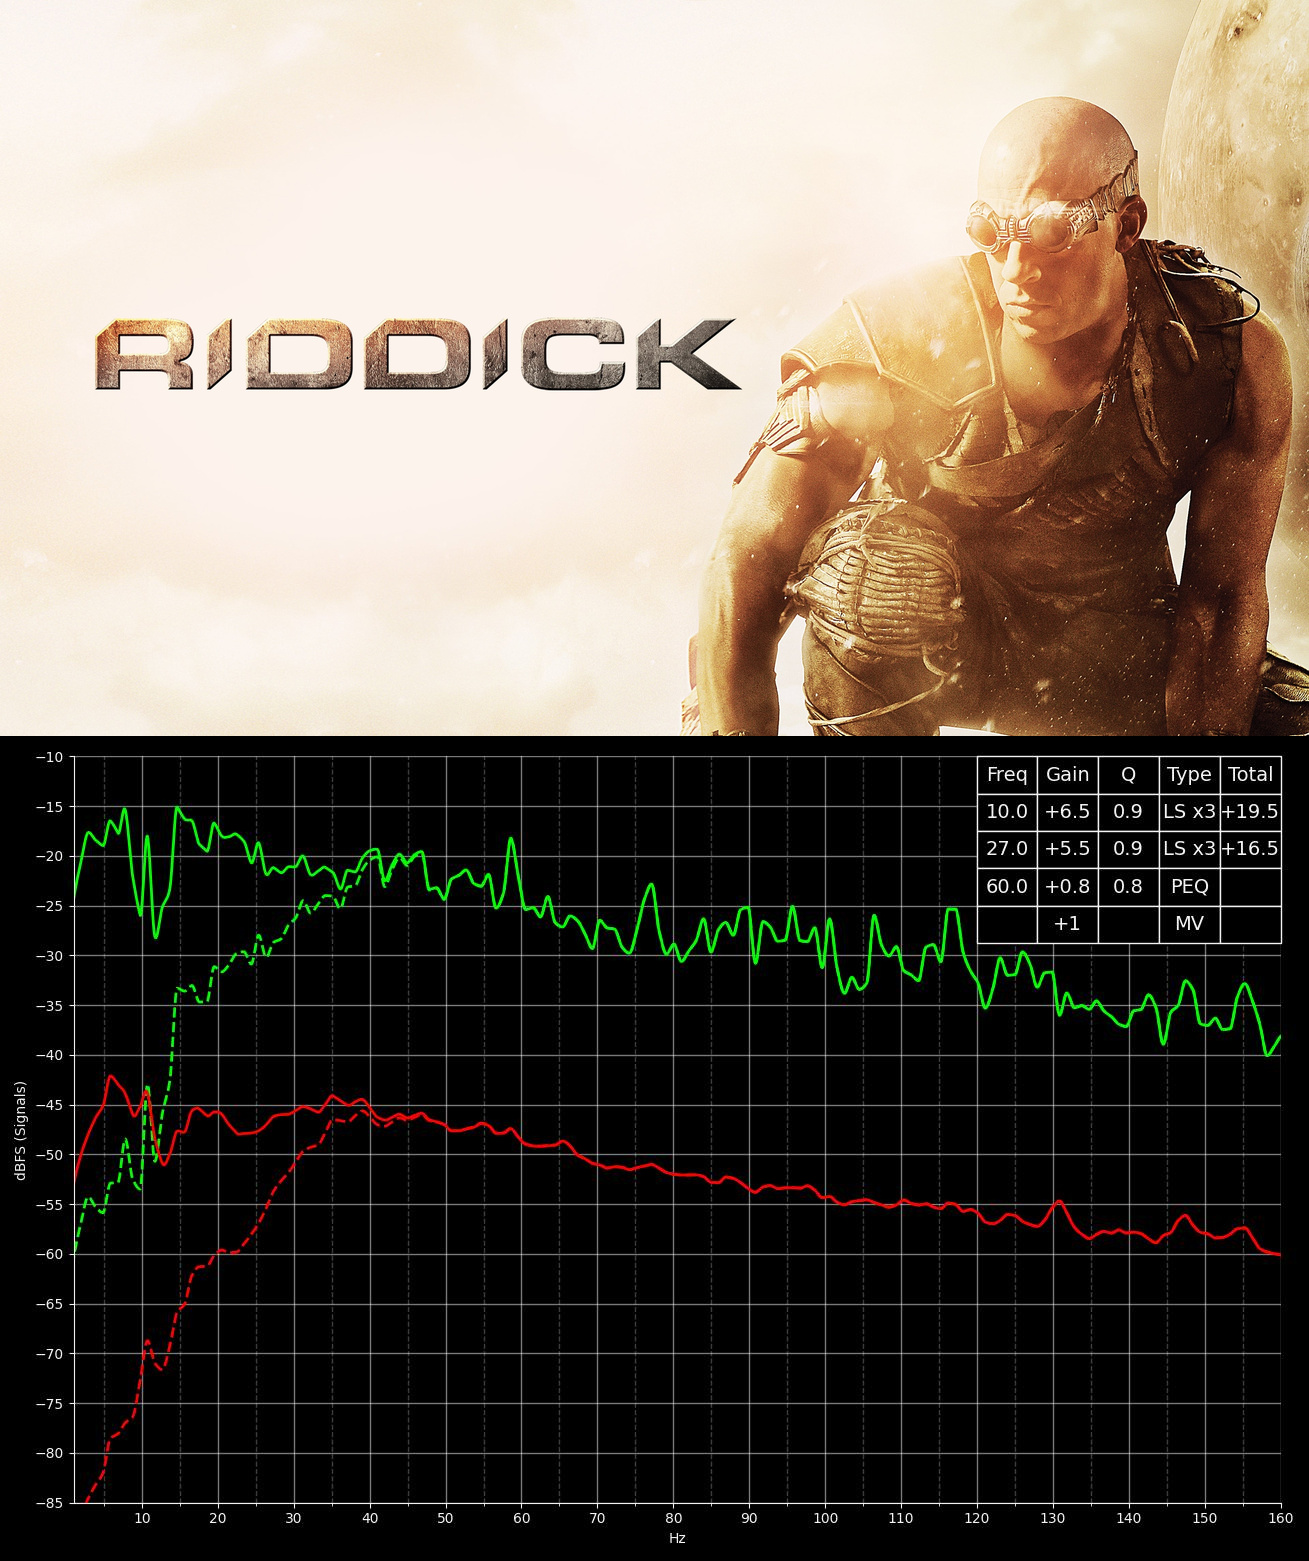 RIDDICK
Freq Gain Q Type Total
10.0 +6.5 0.9 LS x3 +19.5
27.0 +5.5 0.9 LS x3 +16.5
60.0 +0.8 0.8 PEQ
+1 MV
−10
−15
−20
−25
−30
−35
−40
−45
−50
−55
−60
−65
−70
−75
−80
−85
dBFS (Signals)
10 20 30 40 50 60 70 80 90 100 110 120 130 140 150 160
Hz